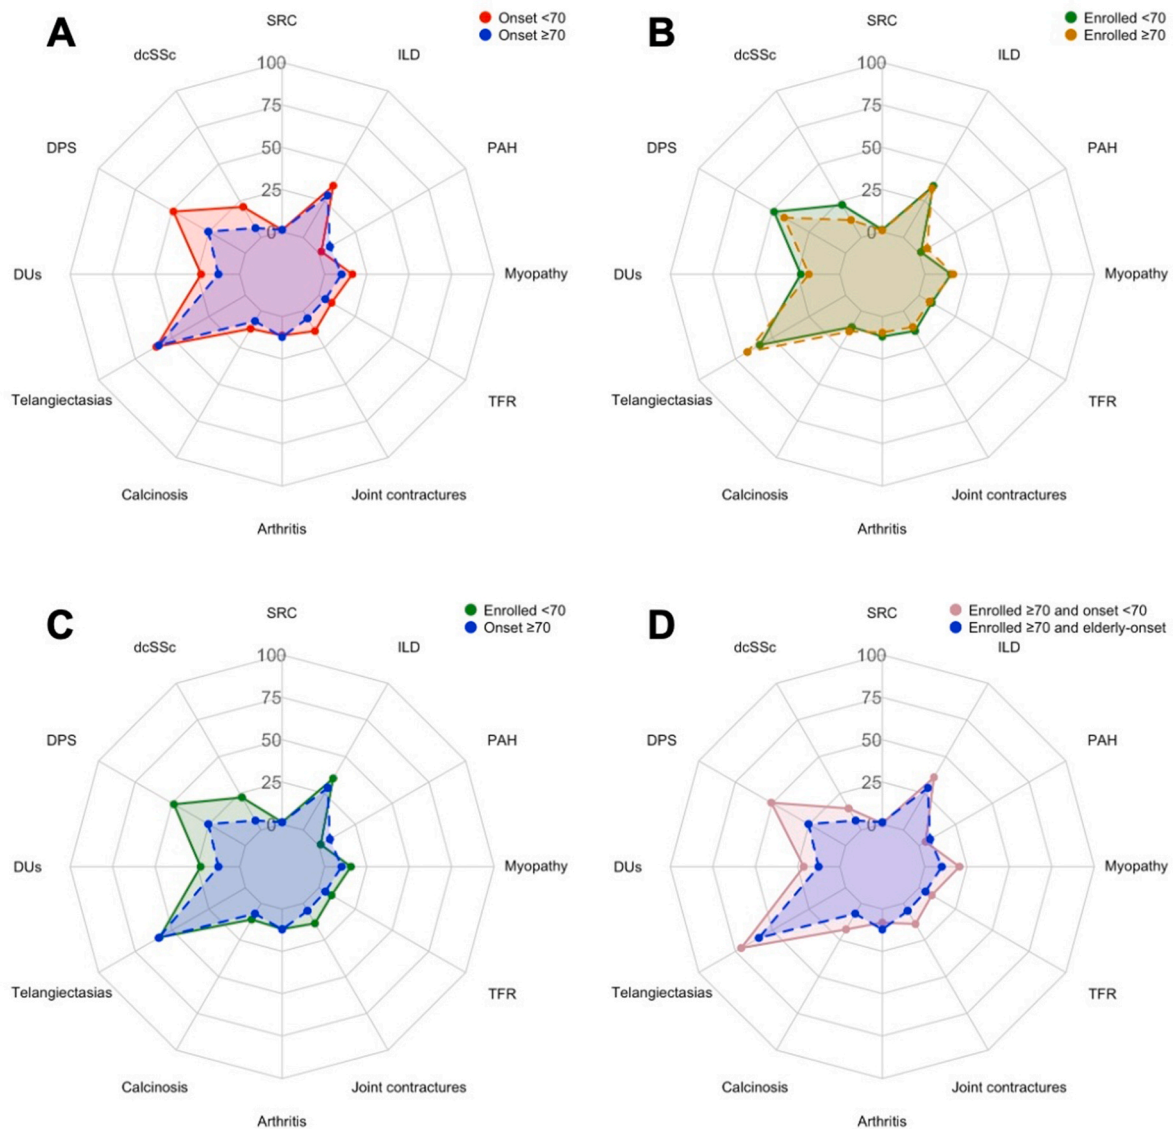 A
SRC
Onset <70
Onset ≥70
dcSSc
ILD
100
75
50
25
0
DPS
PAH
DUs
Myopathy
Telangiectasias
TFR
Calcinosis
Joint contractures
Arthritis
B
SRC
Enrolled <70
Enrolled ≥70
dcSSc
ILD
100
75
50
25
0
DPS
PAH
DUs
Myopathy
Telangiectasias
TFR
Calcinosis
Joint contractures
Arthritis
C
SRC
Enrolled <70
Onset ≥70
dcSSc
ILD
100
75
50
25
0
DPS
PAH
DUs
Myopathy
Telangiectasias
TFR
Calcinosis
Joint contractures
Arthritis
D
SRC
Enrolled ≥70 and onset <70
Enrolled ≥70 and elderly-onset
dcSSc
ILD
100
75
50
25
0
DPS
PAH
DUs
Myopathy
Telangiectasias
TFR
Calcinosis
Joint contractures
Arthritis